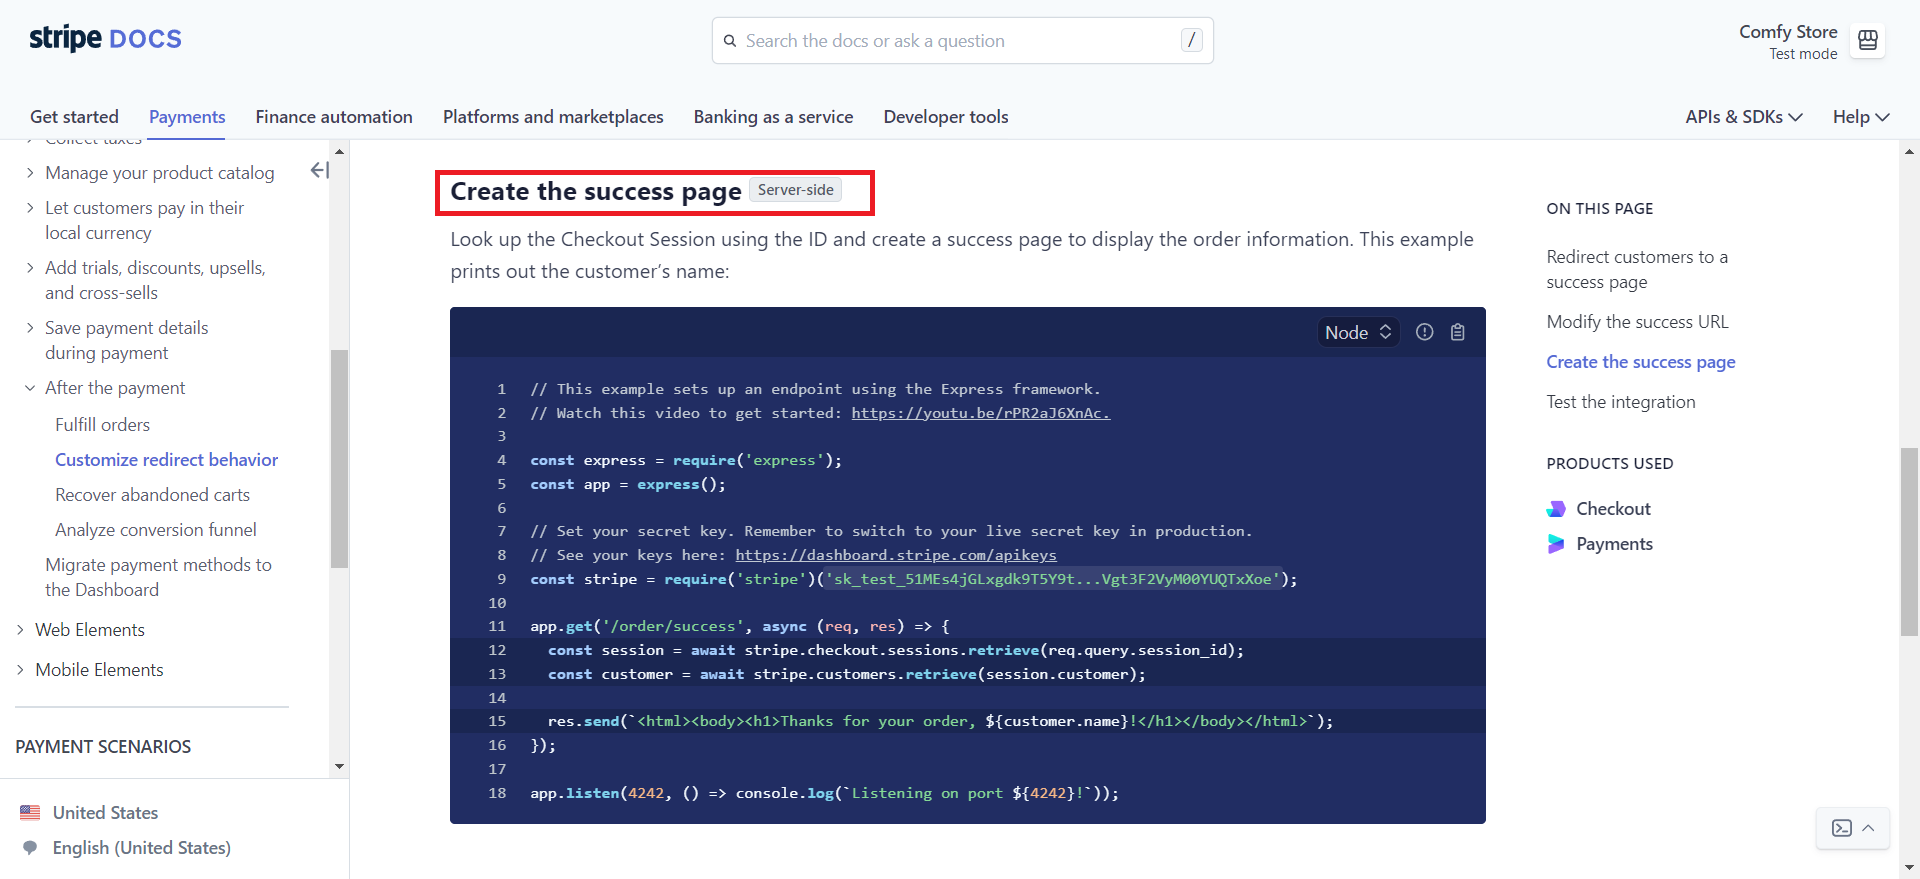 stripe DOCS
Search the docs or ask a question
/
Comfy Store
Test mode
Get started
Payments
Finance automation
Platforms and marketplaces
Banking as a service
Developer tools
APIs & SDKs
Help
Collect taxes
Manage your product catalog
Let customers pay in their
local currency
Add trials, discounts, upsells,
and cross-sells
Save payment details
during payment
After the payment
Fulfill orders
Customize redirect behavior
Recover abandoned carts
Analyze conversion funnel
Migrate payment methods to
the Dashboard
Web Elements
Mobile Elements
PAYMENT SCENARIOS
United States
English (United States)
Create the success page Server-side
Look up the Checkout Session using the ID and create a success page to display the order information. This example
prints out the customer’s name:
Node
1 // This example sets up an endpoint using the Express framework.
2 // Watch this video to get started: https://youtu.be/rPR2aJ6XnAc.
3
4 const express = require('express');
5 const app = express();
6
7 // Set your secret key. Remember to switch to your live secret key in production.
8 // See your keys here: https://dashboard.stripe.com/apikeys
9 const stripe = require('stripe')('sk_test_51MEs4jGLxgdk9T5Y9t...Vgt3F2VyM00YUQTxXoe');
10
11 app.get('/order/success', async (req, res) => {
12 const session = await stripe.checkout.sessions.retrieve(req.query.session_id);
13 const customer = await stripe.customers.retrieve(session.customer);
14
15 res.send(`<html><body><h1>Thanks for your order, ${customer.name}!</h1></body></html>`);
16 });
17
18 app.listen(4242, () => console.log(`Listening on port ${4242}!`));
ON THIS PAGE
Redirect customers to a
success page
Modify the success URL
Create the success page
Test the integration
PRODUCTS USED
Checkout
Payments